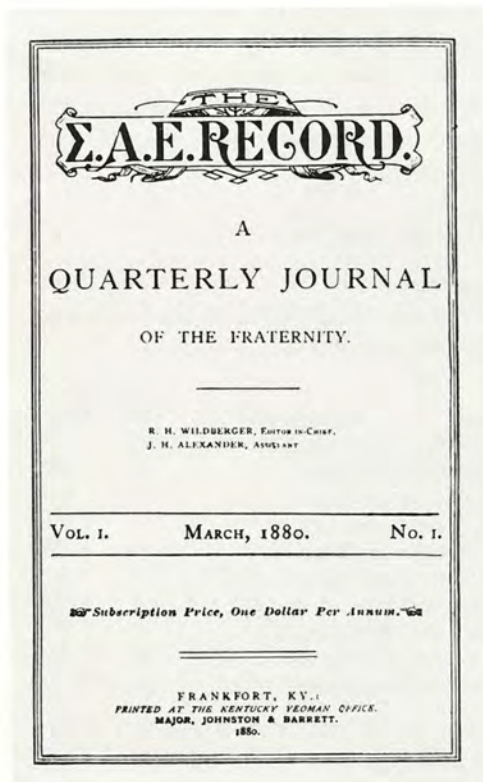 THE
Σ.A.E. RECORD.
A
QUARTERLY JOURNAL
OF THE FRATERNITY.
R. H. WILDBERGER, EDITOR IN-CHIEF.
J. H. ALEXANDER, ASSISTANT
VOL. I. MARCH, 1880. NO. I.
☞Subscription Price, One Dollar Per Annum.☜
FRANKFORT, KY.:
PRINTED AT THE KENTUCKY YEOMAN OFFICE.
MAJOR, JOHNSTON & BARRETT.
1880.